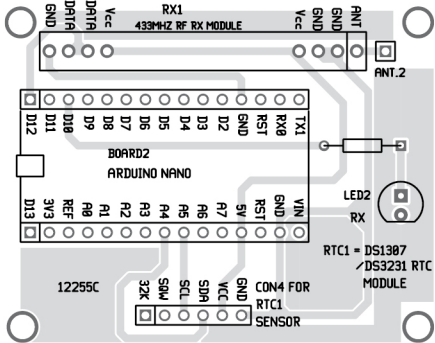 GND DATA DATA Vcc
RX1
433MHZ RF RX MODULE
Vcc GND GND ANT
ANT.2
D12 D11 D10 D9 D8 D7 D6 D5 D4 D3 D2 GND RST RX0 TX1
BOARD2
ARDUINO NANO
D13 3V3 REF A0 A1 A2 A3 A4 A5 A6 A7 5V RST GND VIN
LED2
RX
RTC1 = DS1307
/DS3231 RTC
MODULE
12255C
32K SQW SCL SDA VCC GND
CON4 FOR
RTC1
SENSOR